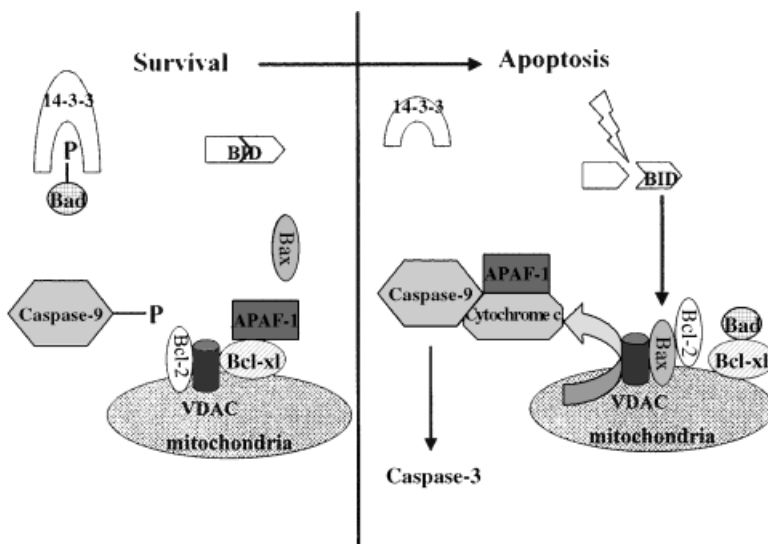 Survival
Apoptosis
14-3-3
P
Bad
BID
Bax
Caspase-9
P
APAF-1
Bcl-2
Bcl-xl
VDAC
mitochondria
14-3-3
BID
APAF-1
Caspase-9
Cytochrome c
Bax
Bcl-2
Bad
Bcl-xl
VDAC
mitochondria
Caspase-3